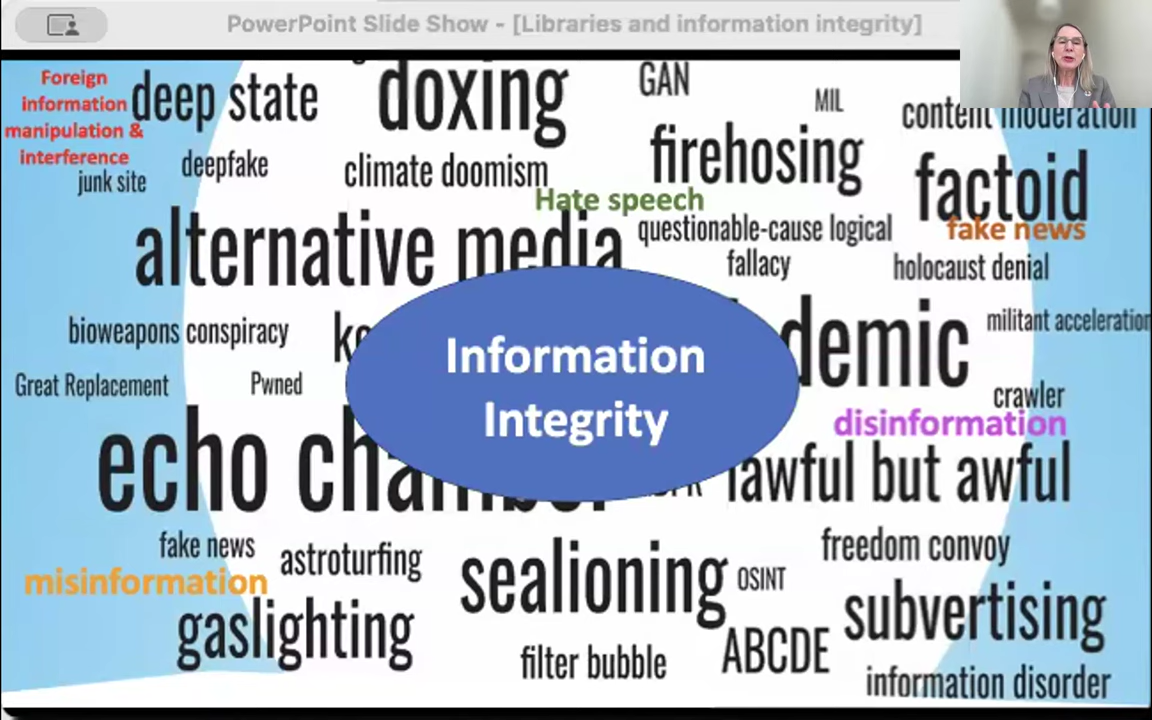 PowerPoint Slide Show - [Libraries and information integrity]
Foreign
information
manipulation &
interference
deep state
doxing
GAN
MIL
content moderation
junk site
deepfake
climate doomism
firehosing
factoid
Hate speech
fake news
alternative media
questionable-cause logical
fallacy
holocaust denial
bioweapons conspiracy
militant acceleration
Great Replacement
Pwned
Information
Integrity
demic
crawler
disinformation
echo chamber
lawful but awful
fake news
astroturfing
sealioning
OSINT
freedom convoy
misinformation
gaslighting
filter bubble
ABCDE
subvertising
information disorder